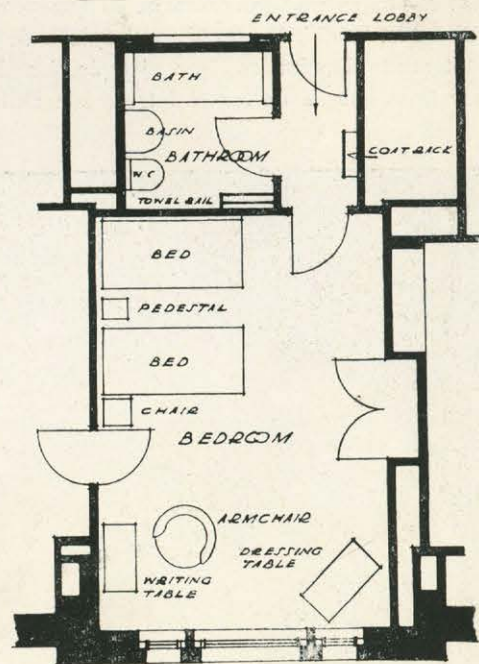 ENTRANCE LOBBY
BATH
BASIN
BATHROOM
COAT RACK
W.C
TOWEL RAIL
BED
PEDESTAL
BED
CHAIR
BEDROOM
ARMCHAIR
DRESSING
TABLE
WRITING
TABLE